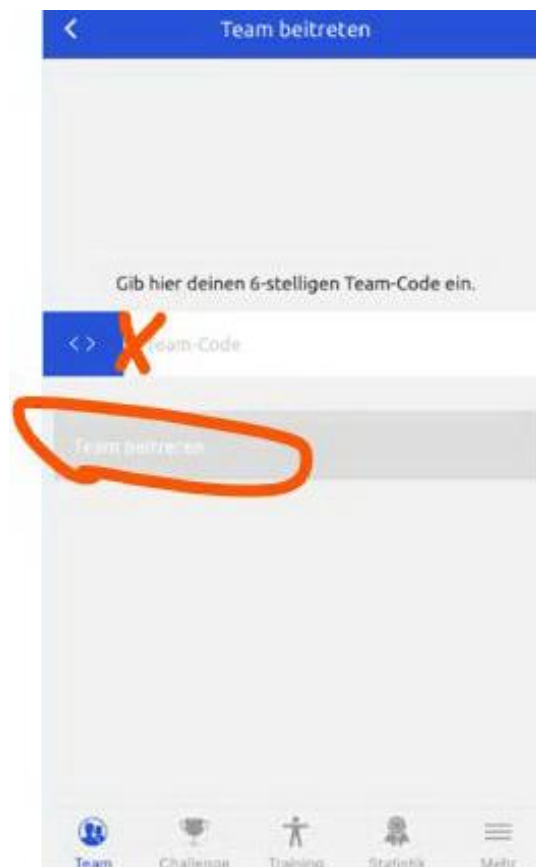 Team beitreten
Gib hier deinen 6-stelligen Team-Code ein.
Team-Code
Team beitreten
Team Challenge Training Statistik Mehr